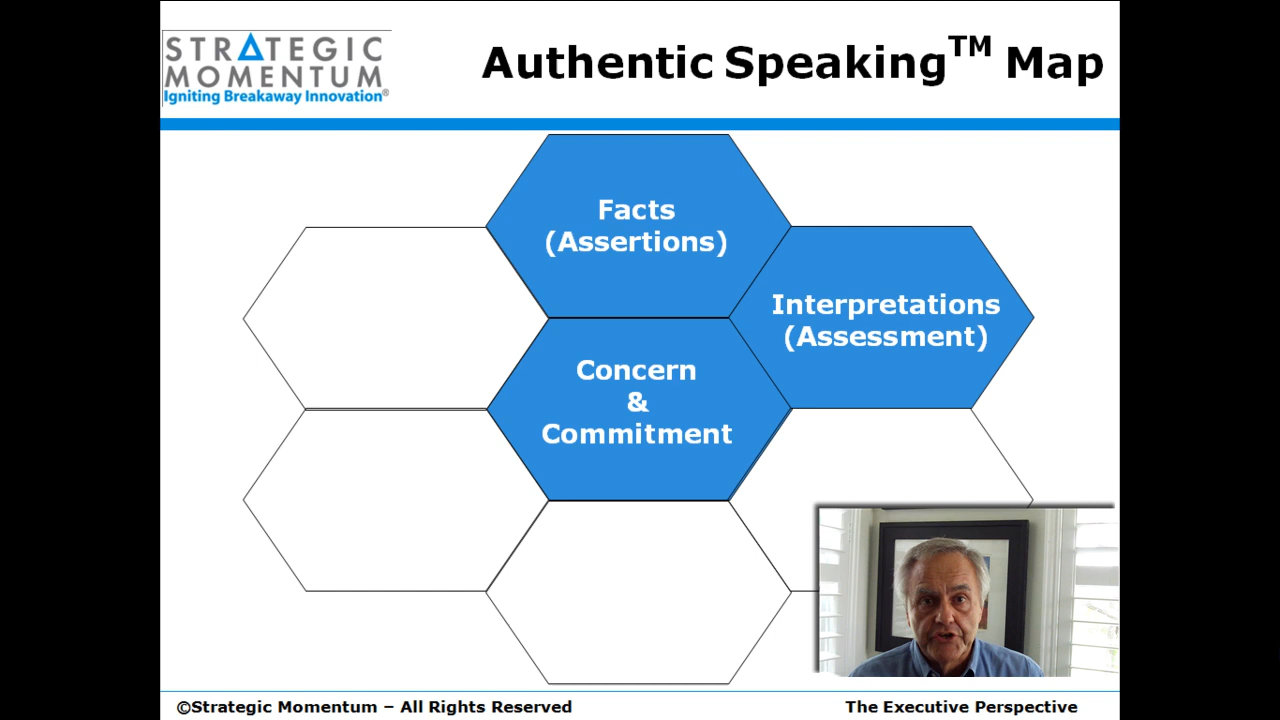 STRATEGIC
MOMENTUM
Igniting Breakaway Innovation®
Authentic Speaking™ Map
Facts
(Assertions)
Interpretations
(Assessment)
Concern
&
Commitment
©Strategic Momentum – All Rights Reserved
The Executive Perspective